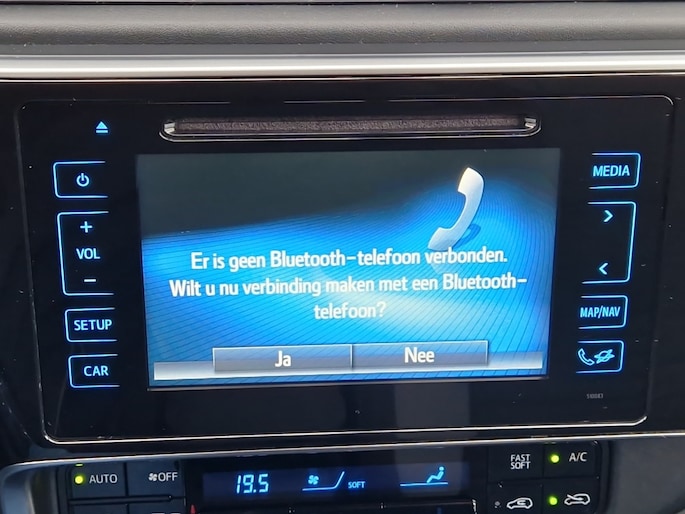 MEDIA
+
VOL
−
Er is geen Bluetooth-telefoon verbonden.
Wilt u nu verbinding maken met een Bluetooth-
telefoon?
Ja
Nee
SETUP
MAP/NAV
CAR
510083
AUTO
OFF
19.5
SOFT
FAST
SOFT
A/C